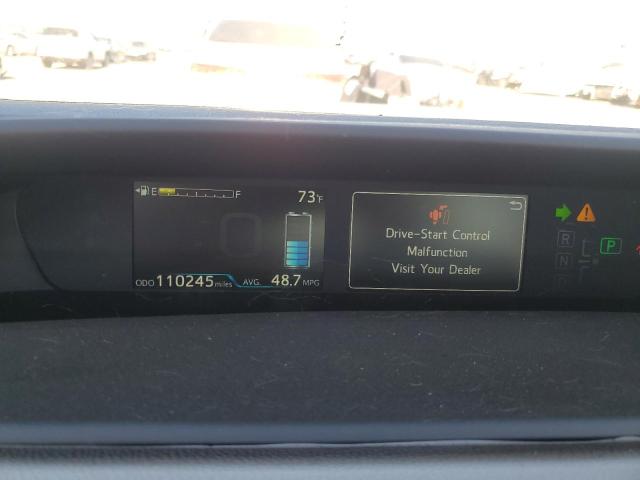 E F
73°F
ODO 110245 miles AVG. 48.7 MPG
Drive-Start Control
Malfunction
Visit Your Dealer
R
N
P